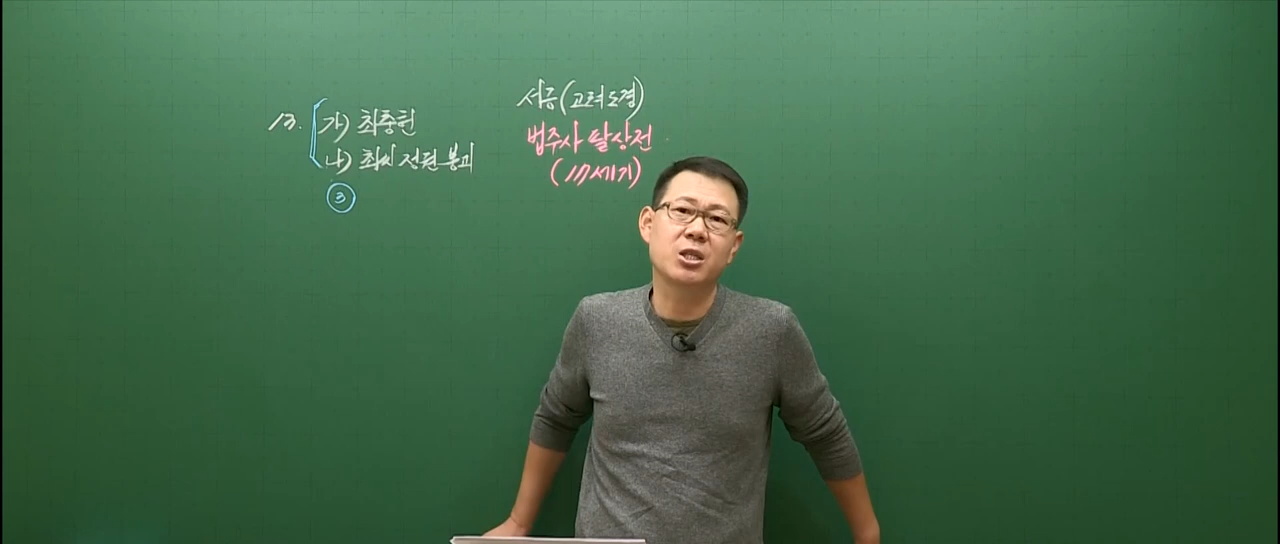 13. 가) 최충헌
나) 최씨 정권 붕괴
③
서긍(고려도경)
법주사 팔상전
(17세기)